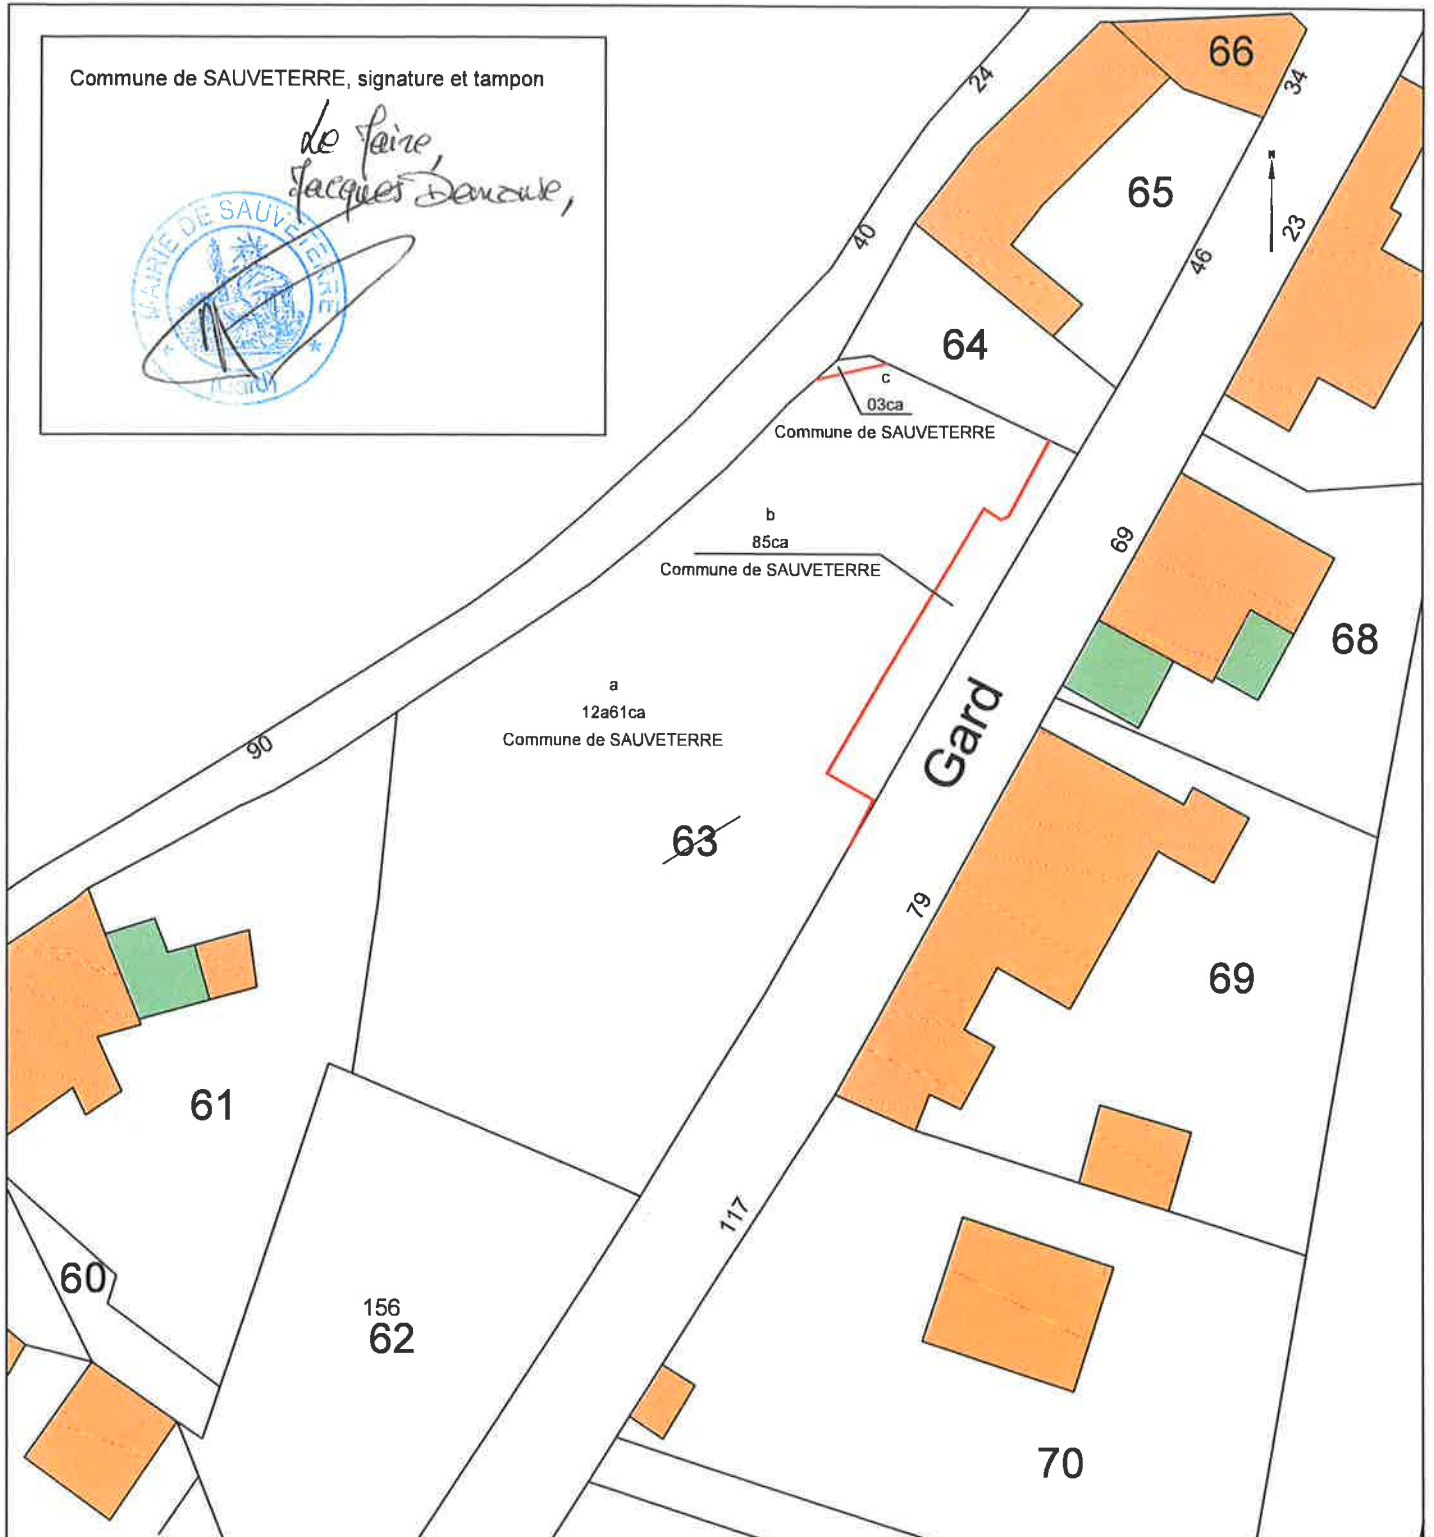 Commune de SAUVETERRE, signature et tampon
Le Maire,
Jacques Demanse,
MAIRIE DE SAUVETERRE
(Gard)
66
24
34
N
65
40
46
23
64
c
03ca
Commune de SAUVETERRE
b
85ca
Commune de SAUVETERRE
69
68
a
12a61ca
Commune de SAUVETERRE
Gard
90
63
79
69
61
117
60
156
62
70